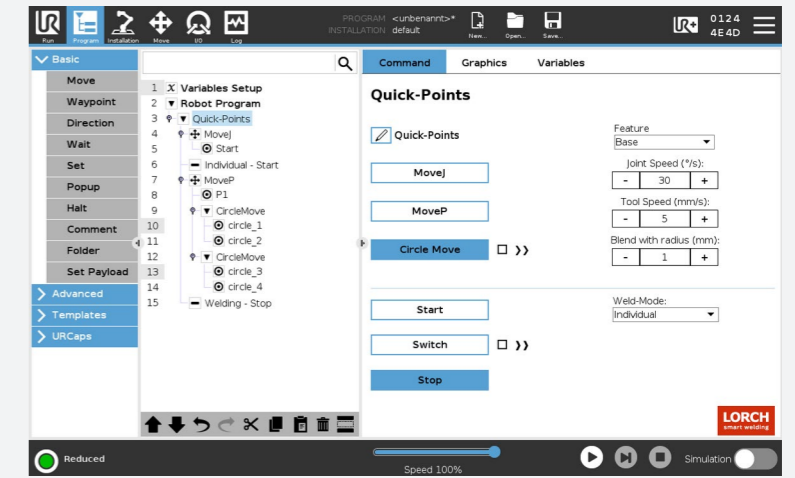 PROGRAM <unbenannt>*
INSTALLATION default
Run Program Installation Move I/O Log New... Open... Save...
UR
R+
0124
4E4D
Basic
Move
Waypoint
Direction
Wait
Set
Popup
Halt
Comment
Folder
Set Payload
Advanced
Templates
URCaps
1 X Variables Setup
2 Robot Program
3 Quick-Points
4 MoveJ
5 Start
6 Individual - Start
7 MoveP
8 P1
9 CircleMove
10 circle_1
11 circle_2
12 CircleMove
13 circle_3
14 circle_4
15 Welding - Stop
Command Graphics Variables
Quick-Points
Quick-Points
Feature
Base
MoveJ
Joint Speed (°/s):
- 30 +
MoveP
Tool Speed (mm/s):
- 5 +
Circle Move
Blend with radius (mm):
- 1 +
Start
Weld-Mode:
Individual
Switch
Stop
LORCH
smart welding
Reduced
Speed 100%
Simulation